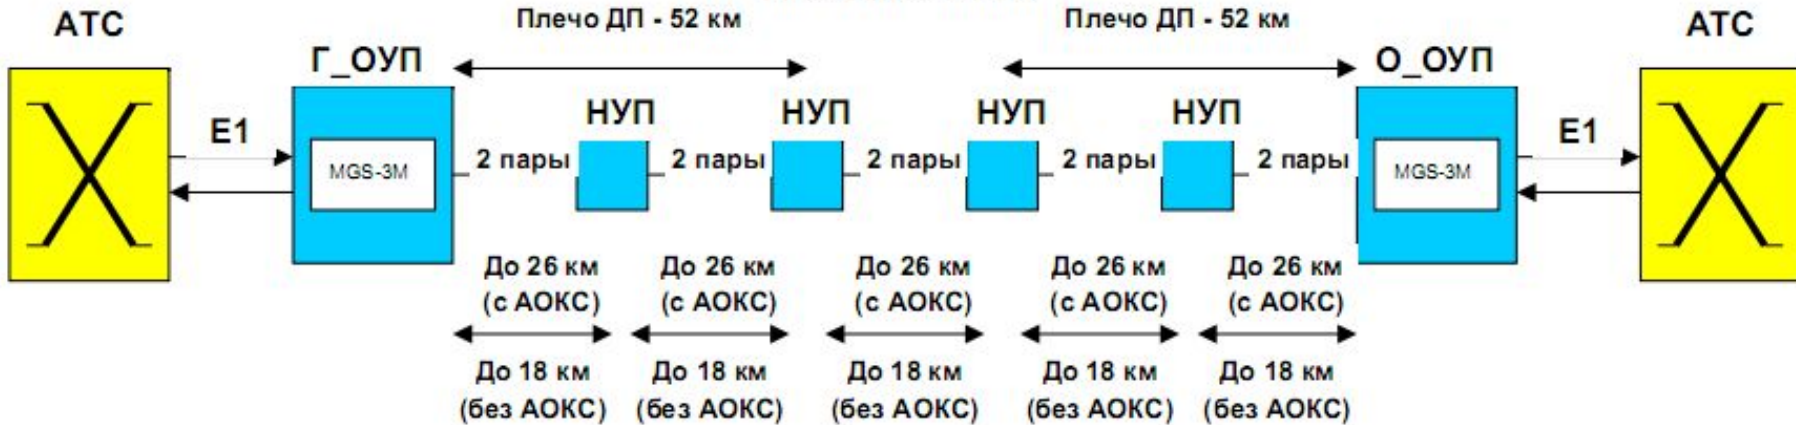 Плечо ДП - 52 км
Плечо ДП - 52 км
АТС
АТС
Г_ОУП
О_ОУП
НУП
НУП
НУП
НУП
E1
E1
2 пары
2 пары
2 пары
2 пары
2 пары
MGS-3M
MGS-3M
До 26 км
(с АОКС)
До 26 км
(с АОКС)
До 26 км
(с АОКС)
До 26 км
(с АОКС)
До 26 км
(с АОКС)
До 18 км
(без АОКС)
До 18 км
(без АОКС)
До 18 км
(без АОКС)
До 18 км
(без АОКС)
До 18 км
(без АОКС)